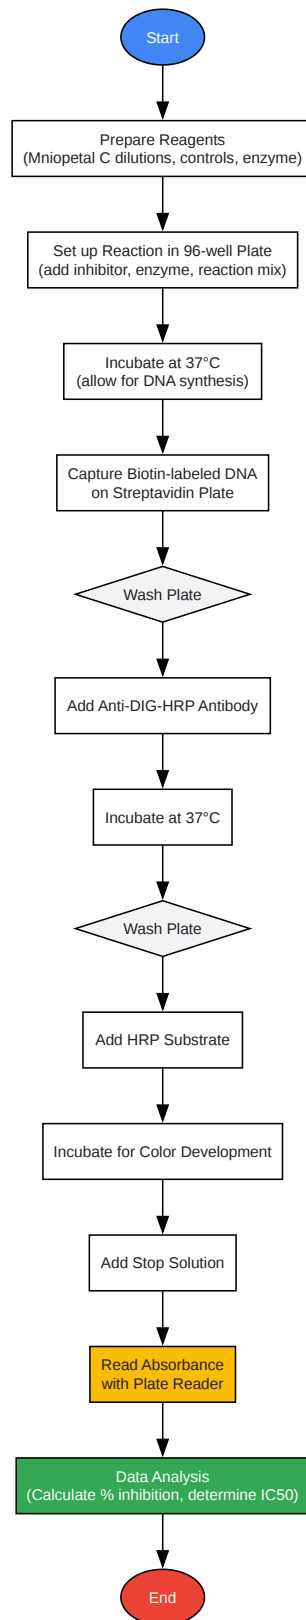 Start
Prepare Reagents
(Mniopetal C dilutions, controls, enzyme)
Set up Reaction in 96-well Plate
(add inhibitor, enzyme, reaction mix)
Incubate at 37°C
(allow for DNA synthesis)
Capture Biotin-labeled DNA
on Streptavidin Plate
Wash Plate
Add Anti-DIG-HRP Antibody
Incubate at 37°C
Wash Plate
Add HRP Substrate
Incubate for Color Development
Add Stop Solution
Read Absorbance
with Plate Reader
Data Analysis
(Calculate % inhibition, determine IC50)
End